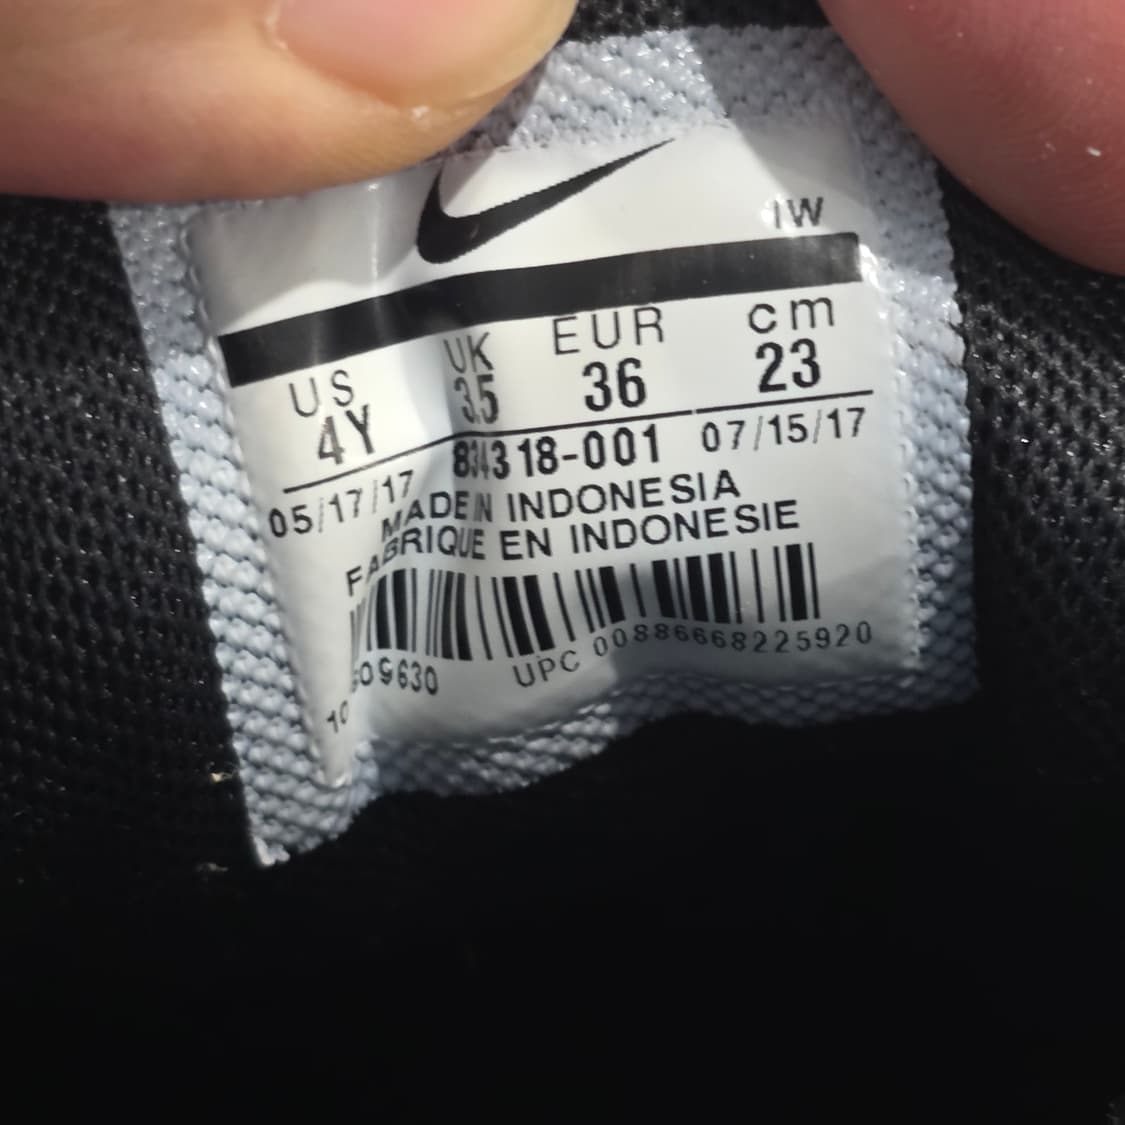 IW
US UK EUR cm
4Y 3.5 36 23
05/17/17 834318-001 07/15/17
MADE IN INDONESIA
FABRIQUE EN INDONESIE
UPC 00886668225920